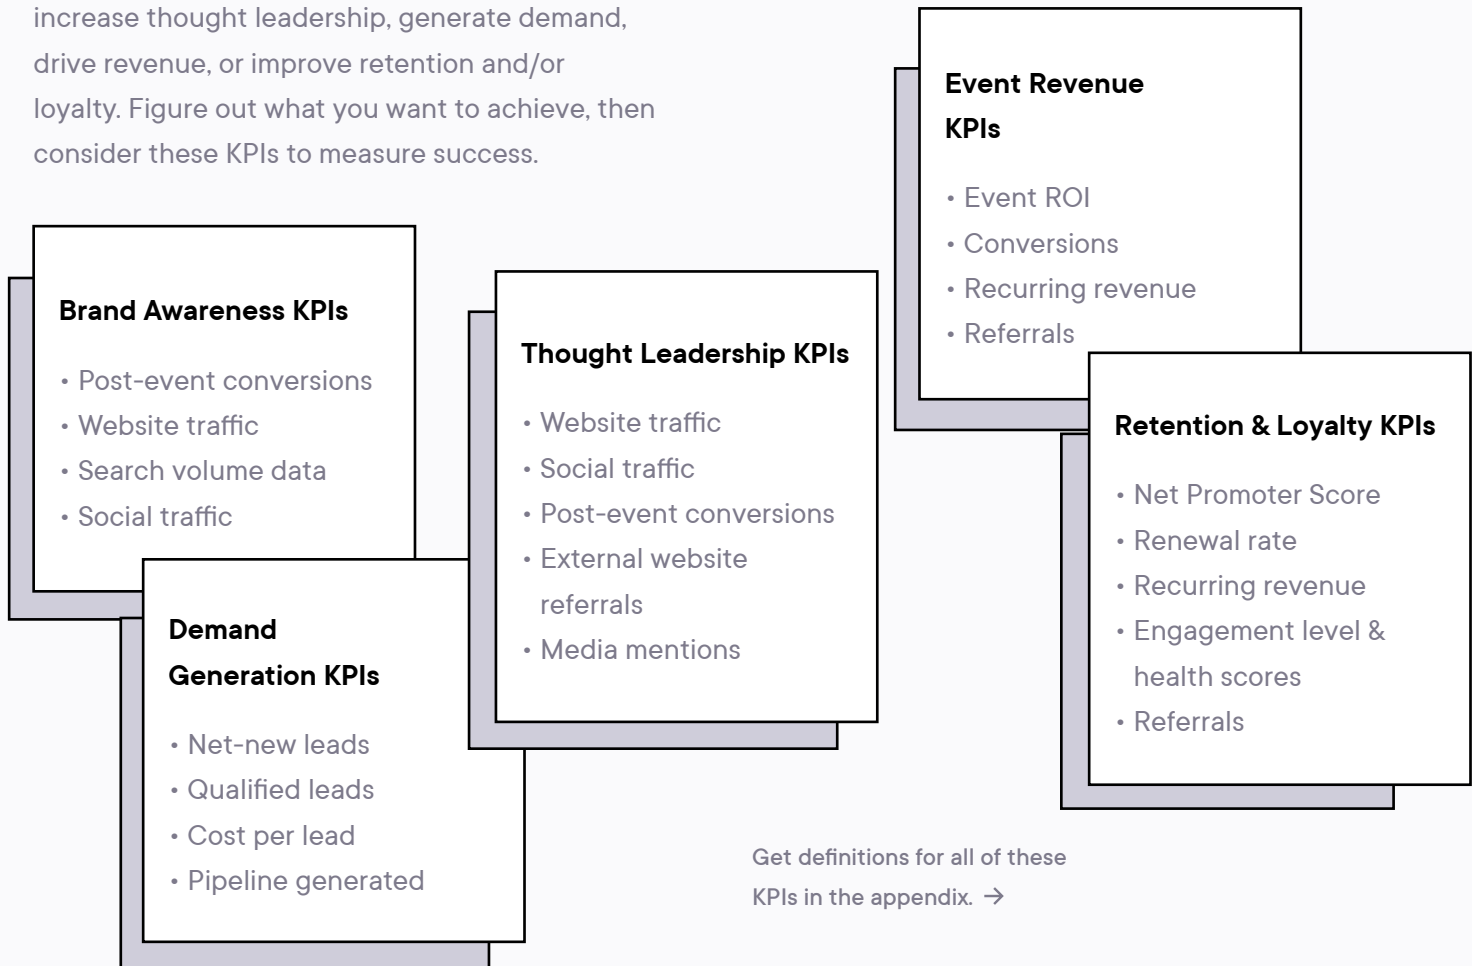 increase thought leadership, generate demand,
drive revenue, or improve retention and/or
loyalty. Figure out what you want to achieve, then
consider these KPIs to measure success.
Brand Awareness KPIs
• Post-event conversions
• Website traffic
• Search volume data
• Social traffic
Demand
Generation KPIs
• Net-new leads
• Qualified leads
• Cost per lead
• Pipeline generated
Thought Leadership KPIs
• Website traffic
• Social traffic
• Post-event conversions
• External website
referrals
• Media mentions
Event Revenue
KPIs
• Event ROI
• Conversions
• Recurring revenue
• Referrals
Retention & Loyalty KPIs
• Net Promoter Score
• Renewal rate
• Recurring revenue
• Engagement level &
health scores
• Referrals
Get definitions for all of these
KPIs in the appendix. →